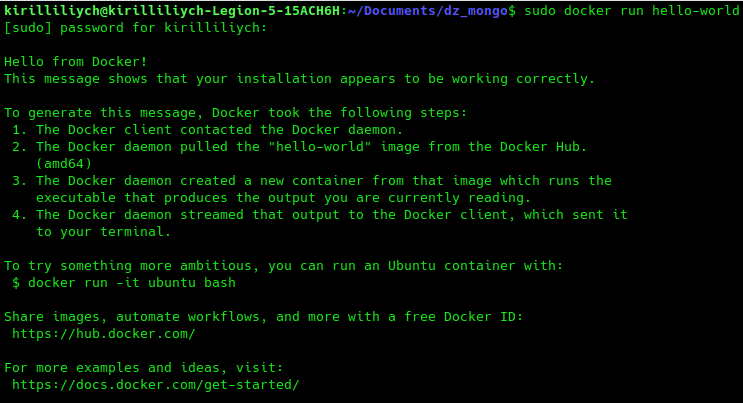 kirilliliych@kirilliliych-Legion-5-15ACH6H:~/Documents/dz_mongo$ sudo docker run hello-world
[sudo] password for kirilliliych:
Hello from Docker!
This message shows that your installation appears to be working correctly.
To generate this message, Docker took the following steps:
1. The Docker client contacted the Docker daemon.
2. The Docker daemon pulled the "hello-world" image from the Docker Hub.
(amd64)
3. The Docker daemon created a new container from that image which runs the
executable that produces the output you are currently reading.
4. The Docker daemon streamed that output to the Docker client, which sent it
to your terminal.
To try something more ambitious, you can run an Ubuntu container with:
$ docker run -it ubuntu bash
Share images, automate workflows, and more with a free Docker ID:
https://hub.docker.com/
For more examples and ideas, visit:
https://docs.docker.com/get-started/